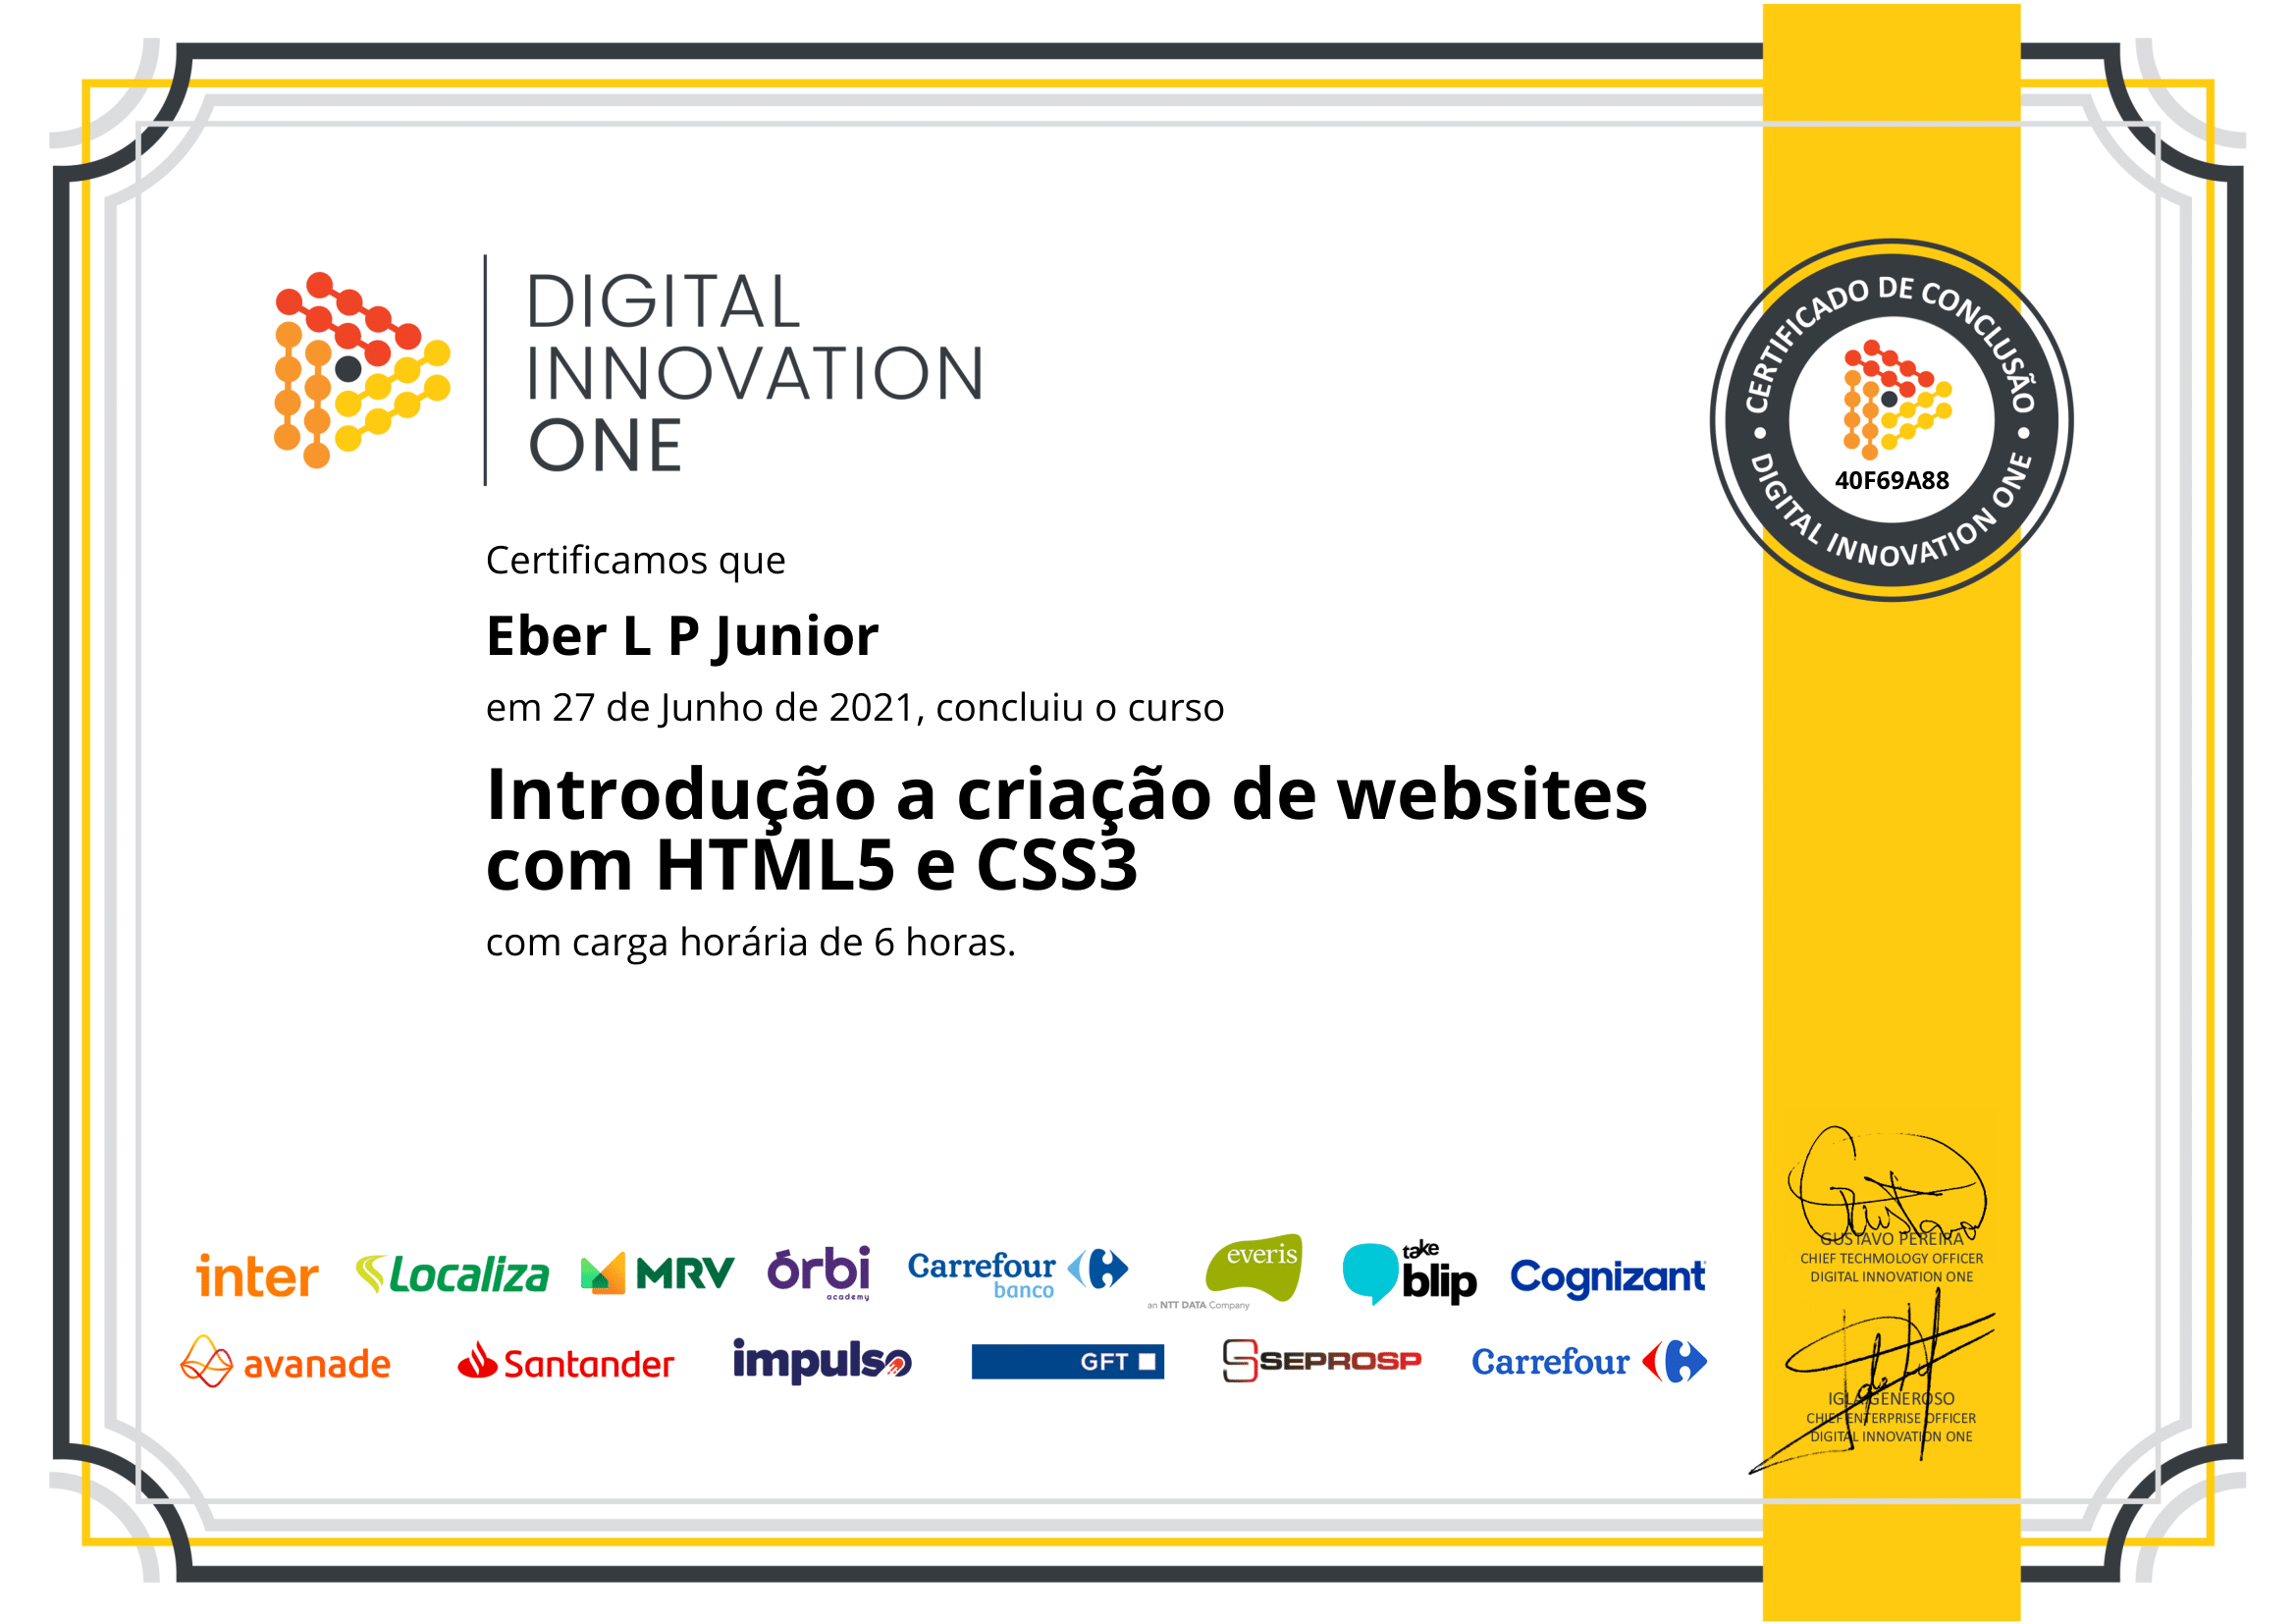 DIGITAL
INNOVATION
ONE
CERTIFICADO DE CONCLUSÃO
40F69A88
DIGITAL INNOVATION ONE
Certificamos que
Eber L P Junior
em 27 de Junho de 2021, concluiu o curso
Introdução a criação de websites
com HTML5 e CSS3
com carga horária de 6 horas.
GUSTAVO PEREIRA
CHIEF TECHMOLOGY OFFICER
DIGITAL INNOVATION ONE
inter Localiza MRV órbi academy Carrefour banco everis an NTT DATA Company take blip Cognizant
avanade Santander impulso GFT SEPROSP Carrefour
IGLA GENEROSO
CHIEF ENTERPRISE OFFICER
DIGITAL INNOVATION ONE